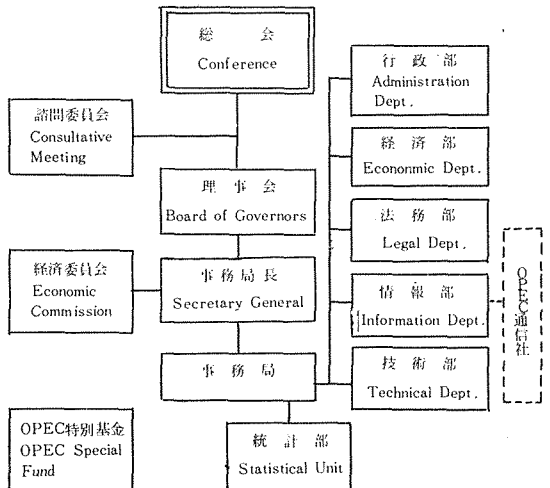 総会
Conference
諮問委員会
Consultative
Meeting
理事会
Board of Governors
経済委員会
Economic
Commission
事務局長
Secretary General
事務局
OPEC特別基金
OPEC Special
Fund
統計部
Statistical Unit
行政部
Administration
Dept.
経済部
Econonmic Dept.
法務部
Legal Dept.
情報部
Information Dept.
技術部
Technical Dept.
OPEC通信社